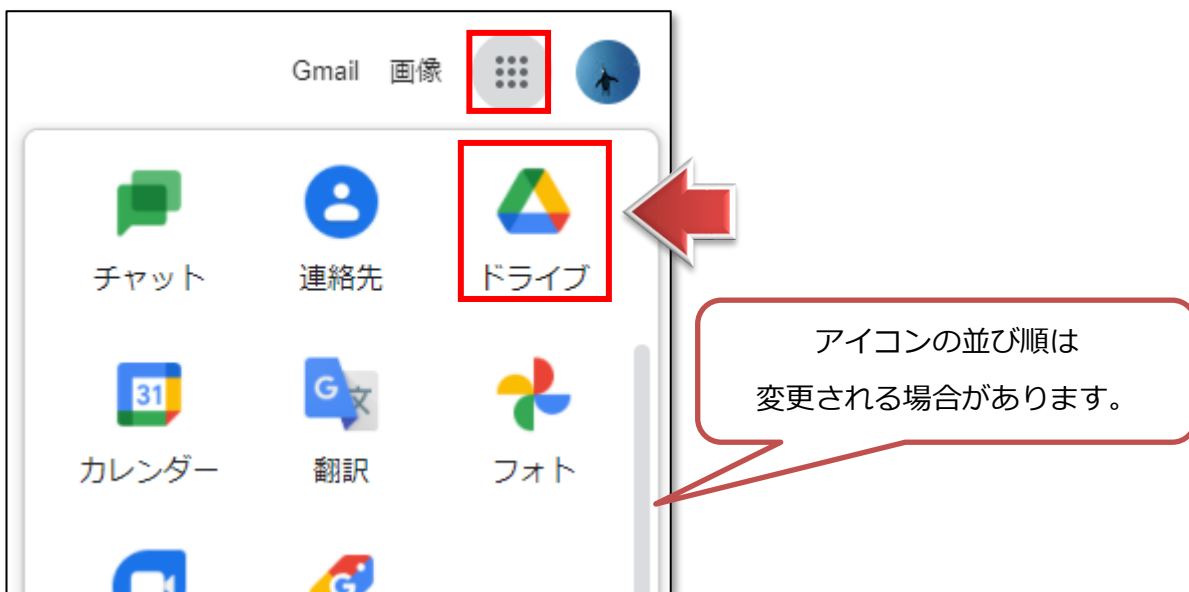 Gmail 画像
チャット 連絡先 ドライブ
アイコンの並び順は
変更される場合があります。
31
G 文
カレンダー 翻訳 フォト
G